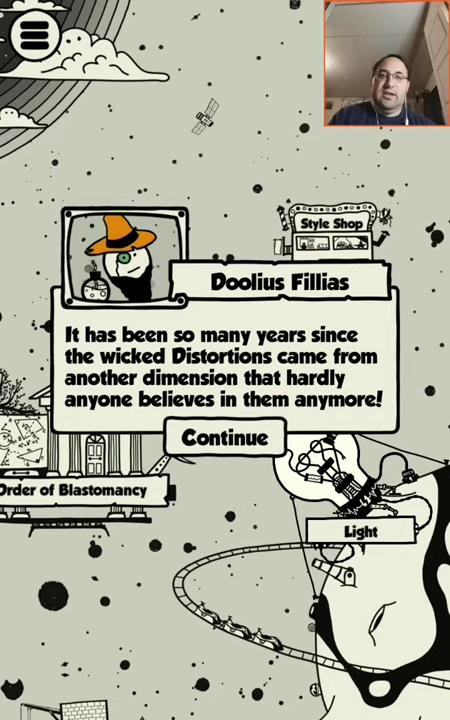 Style Shop
Doolius Fillias
It has been so many years since
the wicked Distortions came from
another dimension that hardly
anyone believes in them anymore!
Continue
Order of Blastomancy
Light